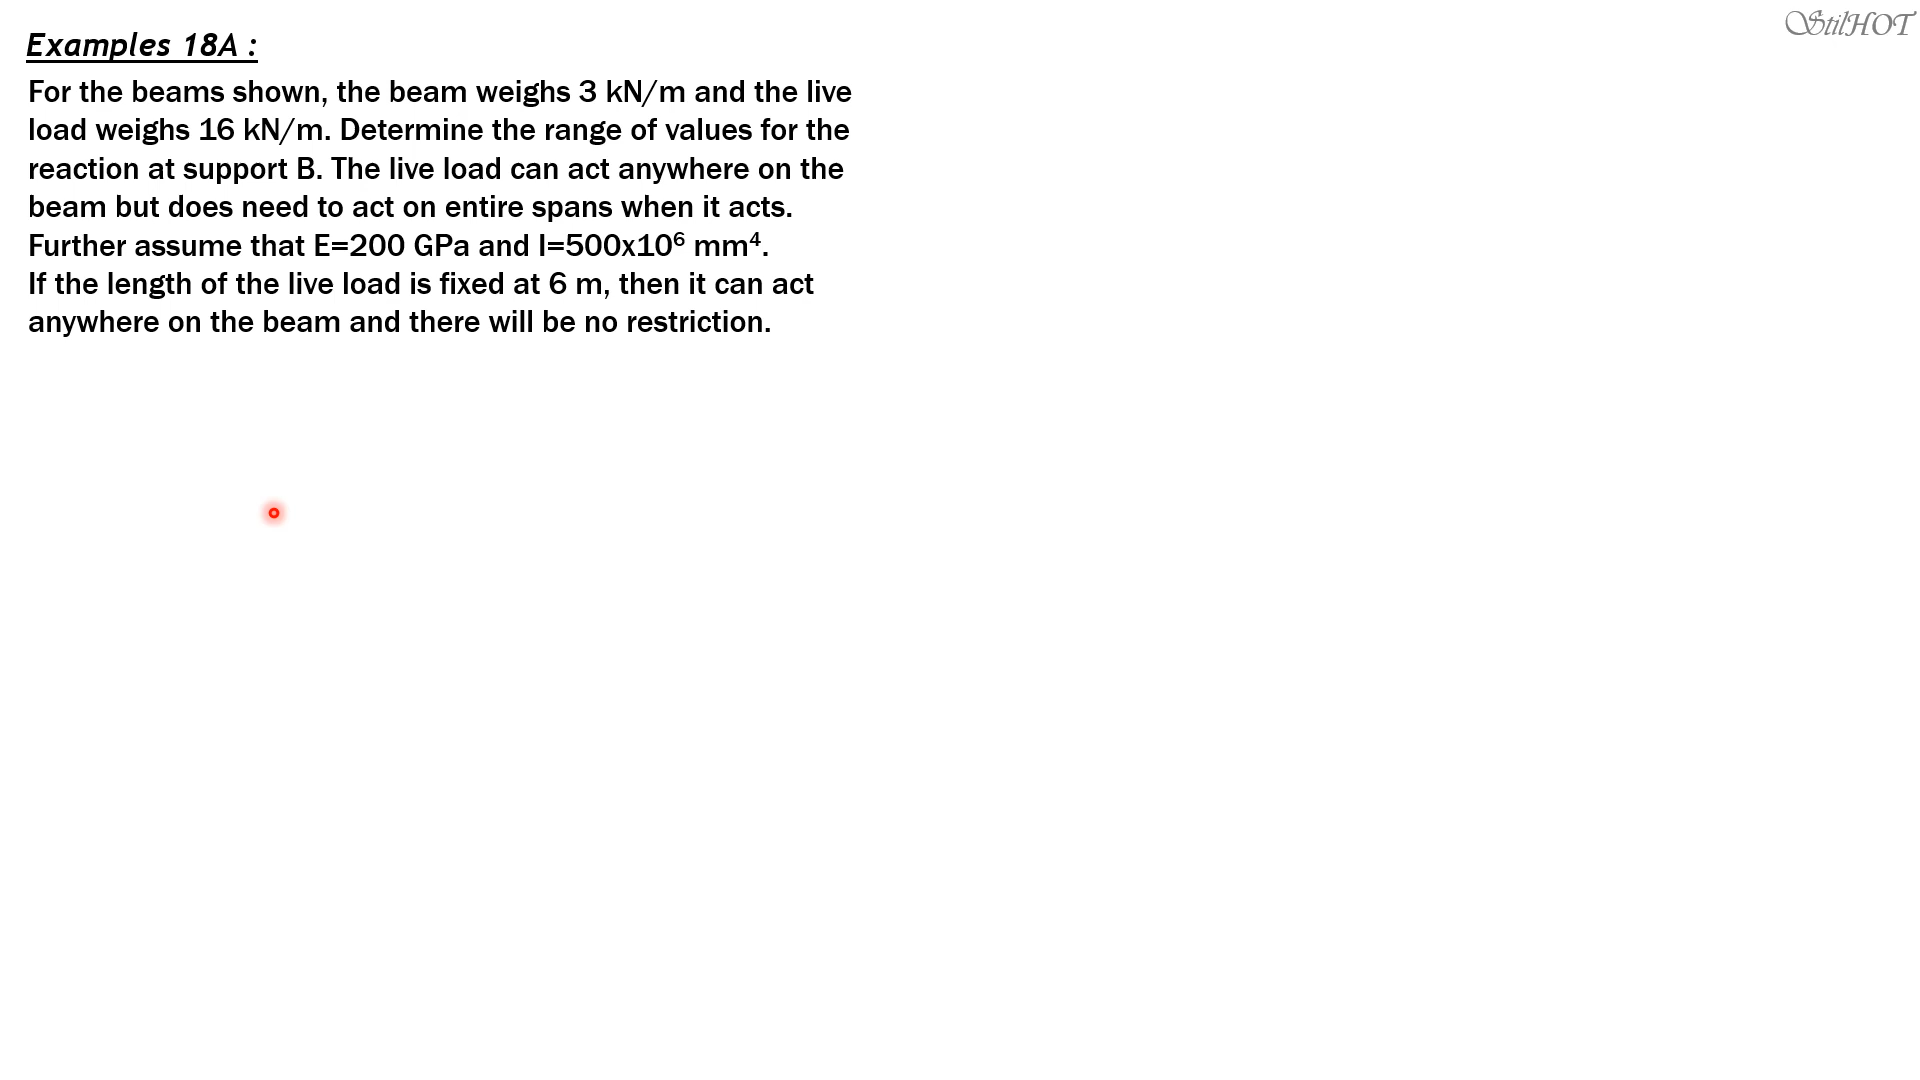 StilHOT
Examples 18A :
For the beams shown, the beam weighs 3 kN/m and the live
load weighs 16 kN/m. Determine the range of values for the
reaction at support B. The live load can act anywhere on the
beam but does need to act on entire spans when it acts.
Further assume that E=200 GPa and I=500x10⁶ mm⁴.
If the length of the live load is fixed at 6 m, then it can act
anywhere on the beam and there will be no restriction.